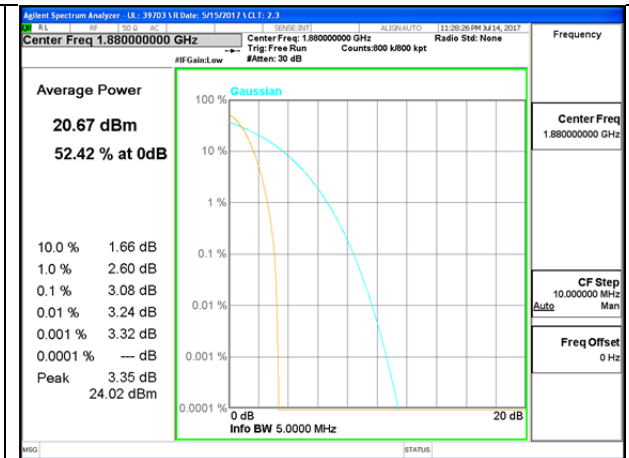 Agilent Spectrum Analyzer - UL: 39703 \ R Date: 5/15/2017 \ CLT: 2.3
RL RF 50 Ω AC SENSE:INT ALIGN AUTO 11:28:26 PM Jul 14, 2017
Center Freq 1.880000000 GHz
Center Freq: 1.880000000 GHz Radio Std: None
Trig: Free Run Counts:800 k/800 kpt
#IFGain:Low #Atten: 30 dB
Frequency
Average Power
20.67 dBm
52.42 % at 0dB
10.0 % 1.66 dB
1.0 % 2.60 dB
0.1 % 3.08 dB
0.01 % 3.24 dB
0.001 % 3.32 dB
0.0001 % --- dB
Peak 3.35 dB
24.02 dBm
Gaussian
100 %
10 %
1 %
0.1 %
0.01 %
0.001 %
0.0001 %
0 dB 20 dB
Info BW 5.0000 MHz
Center Freq
1.880000000 GHz
CF Step
10.000000 MHz
Auto Man
Freq Offset
0 Hz
MSG STATUS